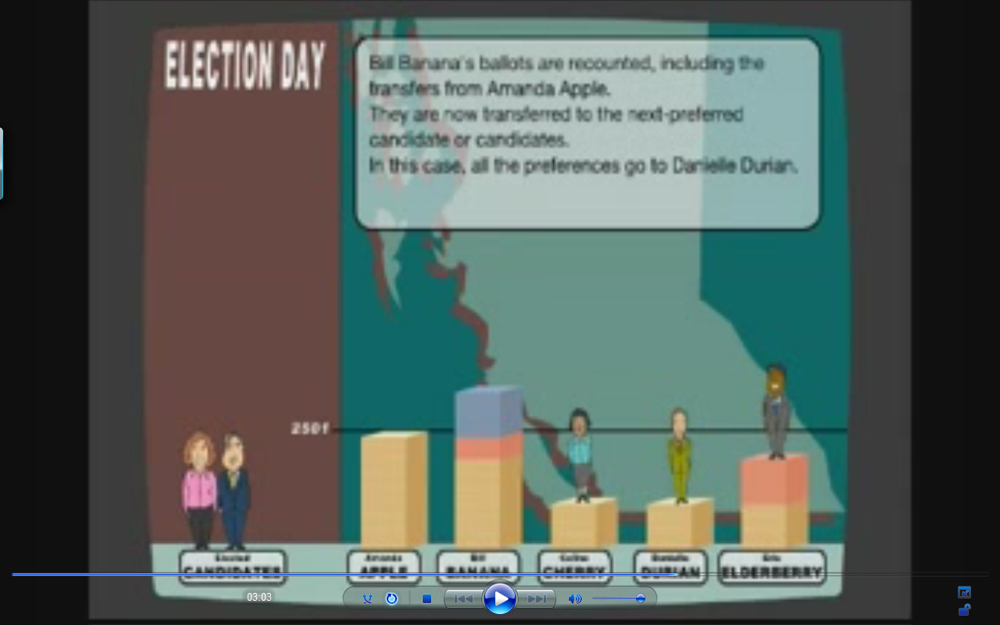 ELECTION DAY
Bill Banana's ballots are recounted, including the
transfers from Amanda Apple.
They are now transferred to the next-preferred
candidate or candidates.
In this case, all the preferences go to Danielle Durian.
2501
Elected
CANDIDATES
Amanda
APPLE
Bill
BANANA
CHERRY
Danielle
DURIAN
Eric
ELDERBERRY
03:03